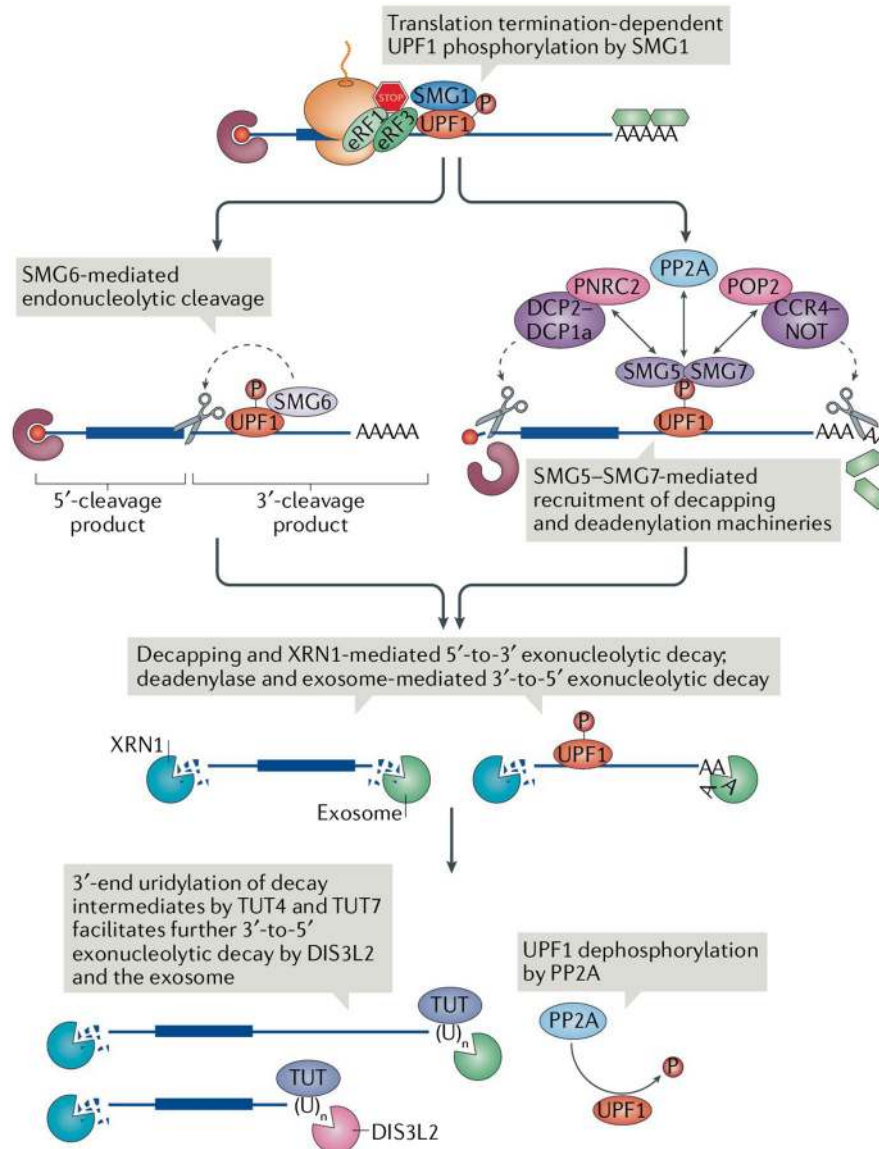 Translation termination-dependent
UPF1 phosphorylation by SMG1
STOP
SMG1
P
eRF1
eRF3
UPF1
AAAAA
SMG6-mediated
endonucleolytic cleavage
P
SMG6
UPF1
AAAAA
5′-cleavage
product
3′-cleavage
product
PP2A
PNRC2
POP2
DCP2–
DCP1a
CCR4–
NOT
SMG5
SMG7
P
UPF1
AAA
A
A
SMG5–SMG7-mediated
recruitment of decapping
and deadenylation machineries
Decapping and XRN1-mediated 5′-to-3′ exonucleolytic decay;
deadenylase and exosome-mediated 3′-to-5′ exonucleolytic decay
XRN1
Exosome
P
UPF1
AA
A
A
3′-end uridylation of decay
intermediates by TUT4 and TUT7
facilitates further 3′-to-5′
exonucleolytic decay by DIS3L2
and the exosome
TUT
(U)n
TUT
(U)n
DIS3L2
UPF1 dephosphorylation
by PP2A
PP2A
P
UPF1